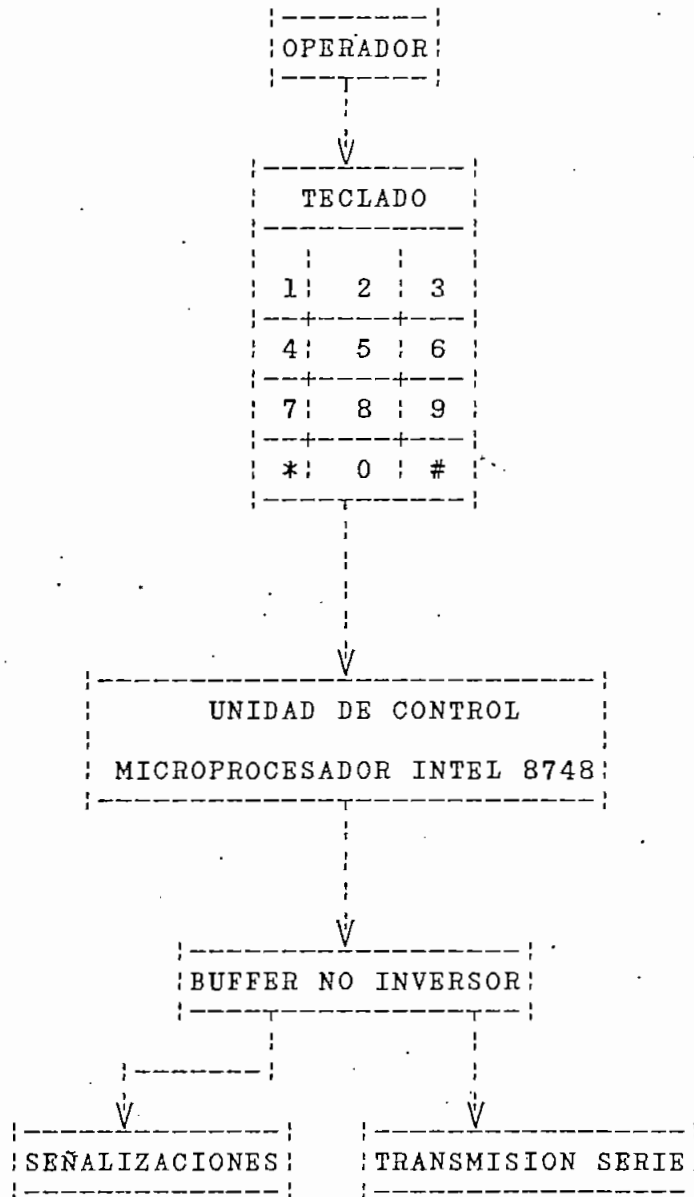 OPERADOR
TECLADO
1 2 3
4 5 6
7 8 9
* 0 #
UNIDAD DE CONTROL
MICROPROCESADOR INTEL 8748
BUFFER NO INVERSOR
SEÑALIZACIONES TRANSMISION SERIE